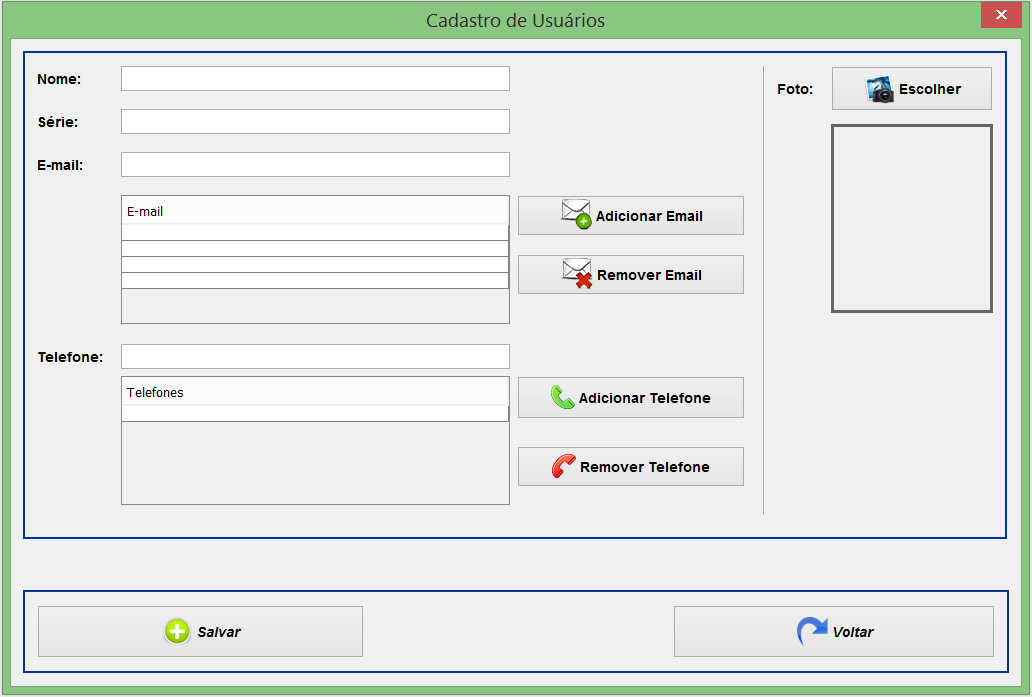 Cadastro de Usuários
Nome:
Foto:
Escolher
Série:
E-mail:
E-mail
Adicionar Email
Remover Email
Telefone:
Telefones
Adicionar Telefone
Remover Telefone
Salvar
Voltar